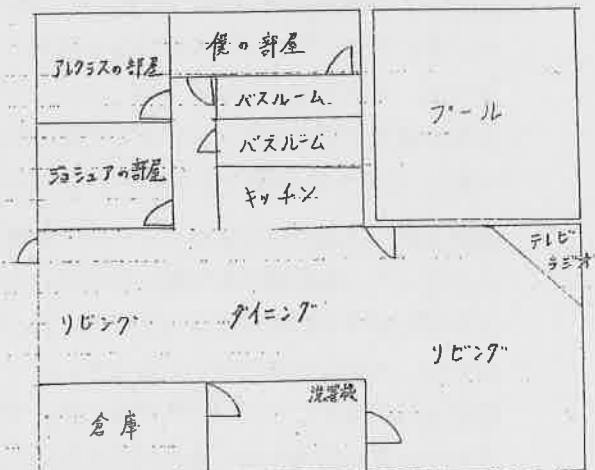 アレクラスの部屋
僕の部屋
バスルーム
バスルーム
キッチン
プール
ジョシュアの部屋
テレビ
ラジオ
リビング
ダイニング
リビング
倉庫
洗濯機